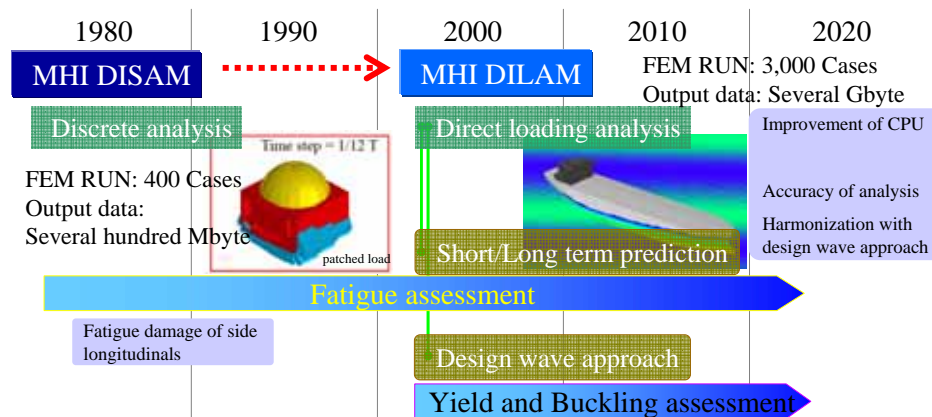 1980
1990
2000
2010
2020
MHI DISAM
MHI DILAM
FEM RUN: 3,000 Cases
Output data: Several Gbyte
Discrete analysis
Direct loading analysis
Improvement of CPU
Accuracy of analysis
Harmonization with
design wave approach
Time step = 1/12 T
patched load
FEM RUN: 400 Cases
Output data:
Several hundred Mbyte
Short/Long term prediction
Fatigue assessment
Fatigue damage of side
longitudinals
Design wave approach
Yield and Buckling assessment